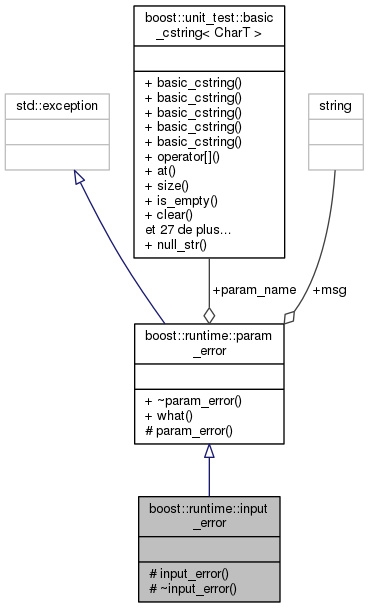 boost::unit_test::basic
_cstring< CharT >
+ basic_cstring()
+ basic_cstring()
+ basic_cstring()
+ basic_cstring()
+ basic_cstring()
+ operator[]()
+ at()
+ size()
+ is_empty()
+ clear()
et 27 de plus...
+ null_str()
std::exception
string
+param_name
+msg
boost::runtime::param
_error
+ ~param_error()
+ what()
# param_error()
boost::runtime::input
_error
# input_error()
# ~input_error()